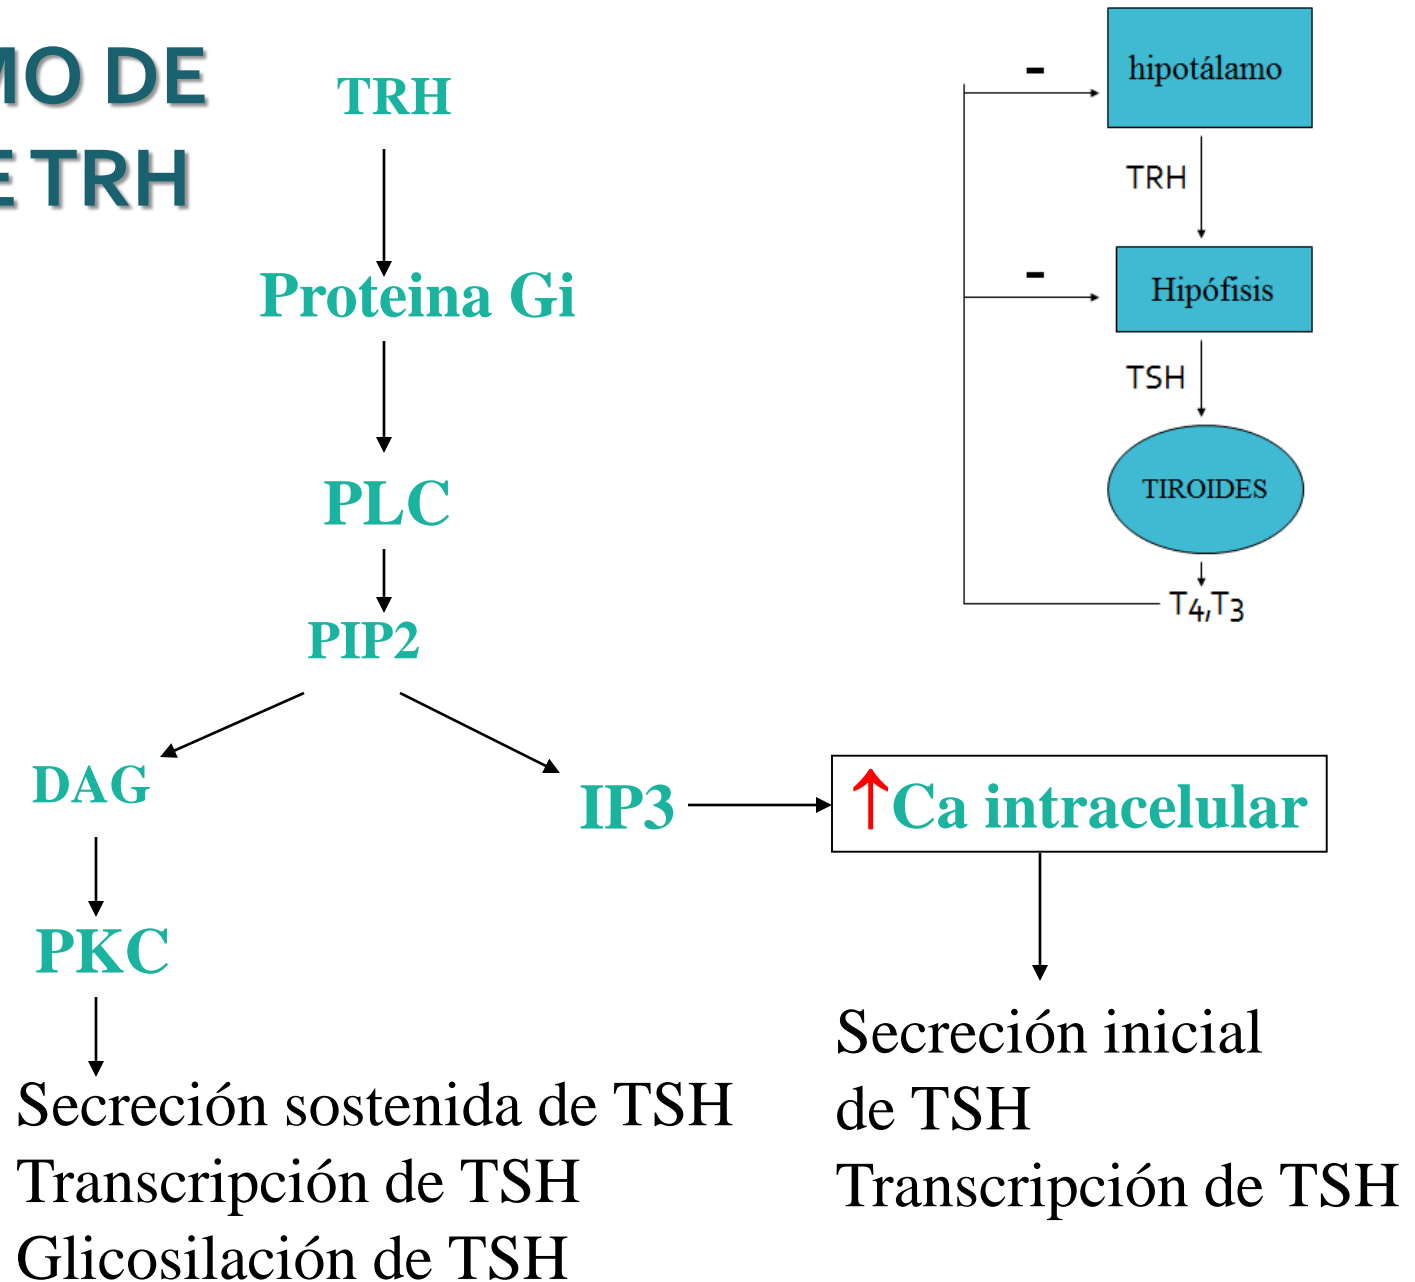 MO DE
E TRH
TRH
Proteina Gi
PLC
PIP2
DAG
IP3
↑Ca intracelular
PKC
Secreción sostenida de TSH
Transcripción de TSH
Glicosilación de TSH
Secreción inicial
de TSH
Transcripción de TSH
-
hipotálamo
TRH
-
Hipófisis
TSH
TIROIDES
T4,T3